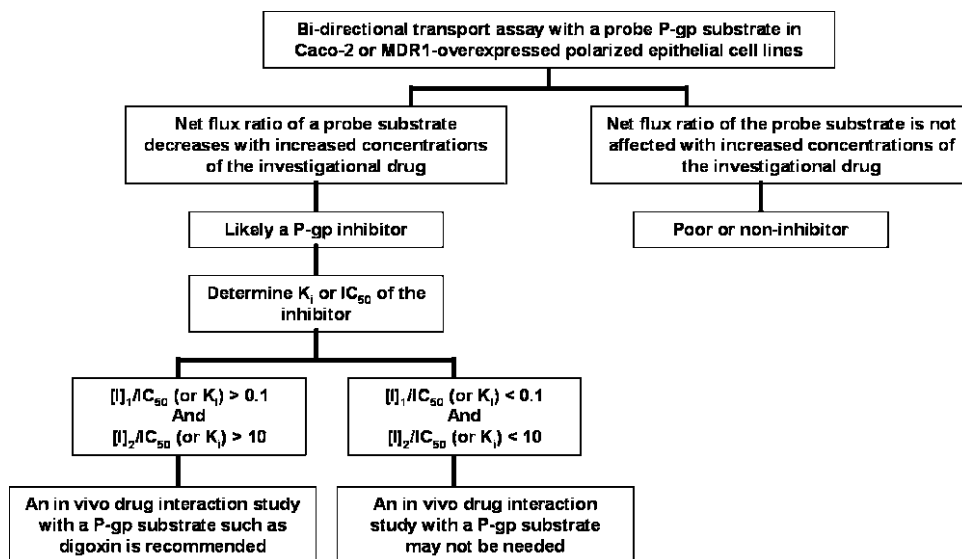 Bi-directional transport assay with a probe P-gp substrate in
Caco-2 or MDR1-overexpressed polarized epithelial cell lines
Net flux ratio of a probe substrate
decreases with increased concentrations
of the investigational drug
Net flux ratio of the probe substrate is not
affected with increased concentrations of
the investigational drug
Likely a P-gp inhibitor
Poor or non-inhibitor
Determine Kᵢ or IC₅₀ of the
inhibitor
[I]₁/IC₅₀ (or Kᵢ) > 0.1
And
[I]₂/IC₅₀ (or Kᵢ) > 10
[I]₁/IC₅₀ (or Kᵢ) < 0.1
And
[I]₂/IC₅₀ (or Kᵢ) < 10
An in vivo drug interaction study
with a P-gp substrate such as
digoxin is recommended
An in vivo drug interaction
study with a P-gp substrate
may not be needed